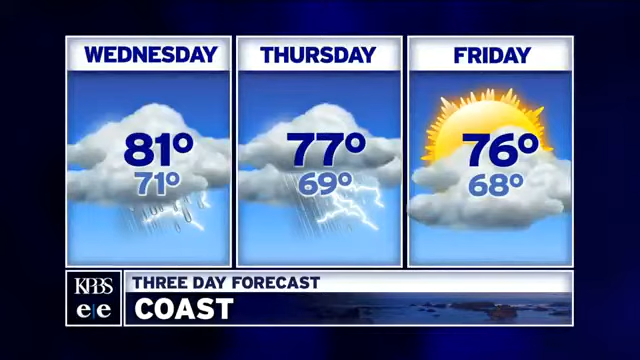 WEDNESDAY
81°
71°
THURSDAY
77°
69°
FRIDAY
76°
68°
KPBS
e|e
THREE DAY FORECAST
COAST